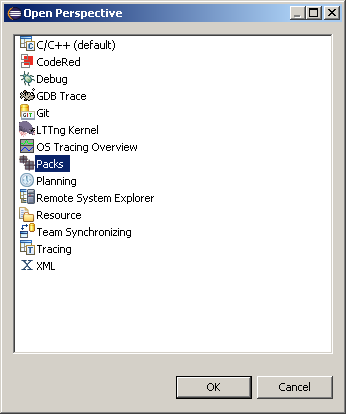 Open Perspective
C/C++ (default)
CodeRed
Debug
GDB Trace
Git
LTTng Kernel
OS Tracing Overview
Packs
Planning
Remote System Explorer
Resource
Team Synchronizing
Tracing
XML
OK
Cancel